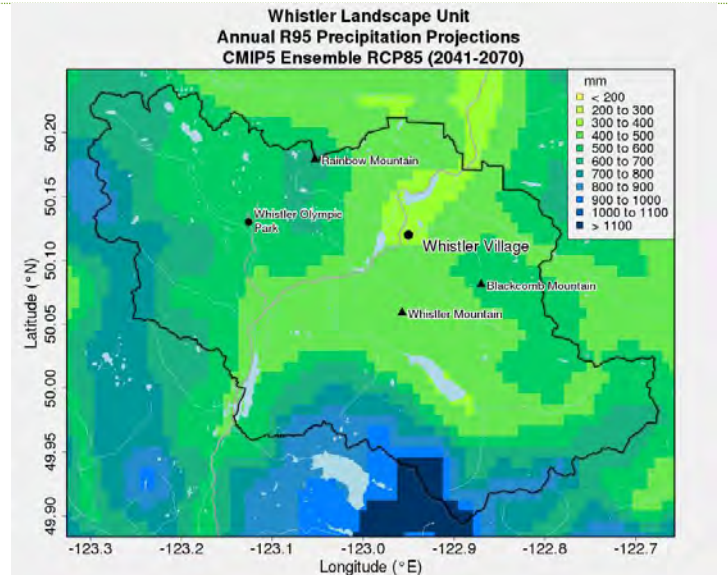 Whistler Landscape Unit
Annual R95 Precipitation Projections
CMIP5 Ensemble RCP85 (2041-2070)
mm
< 200
200 to 300
300 to 400
400 to 500
500 to 600
600 to 700
700 to 800
800 to 900
900 to 1000
1000 to 1100
> 1100
Rainbow Mountain
Whistler Olympic
Park
Whistler Village
Blackcomb Mountain
Whistler Mountain
Latitude (°N)
50.20
50.15
50.10
50.05
50.00
49.95
49.90
-123.3
-123.2
-123.1
-123.0
-122.9
-122.8
-122.7
Longitude (°E)